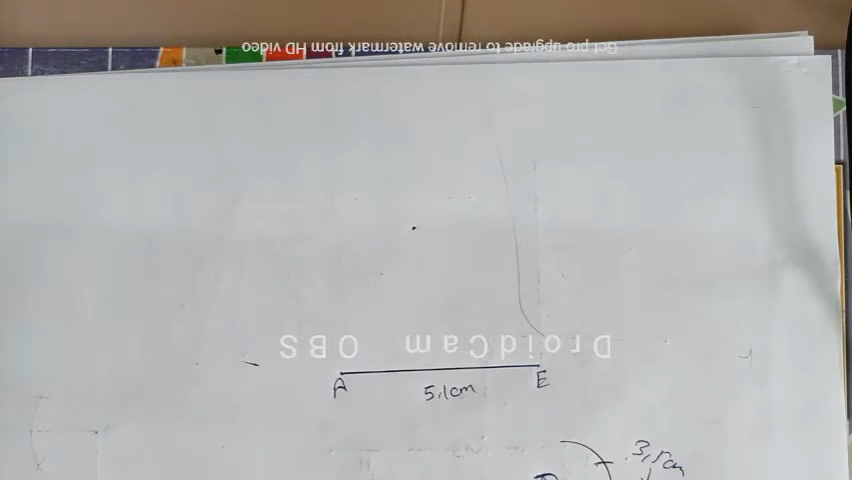 Get pro upgrade to remove watermark from HD video
DroidCam OBS
A E
5,1cm
3,5cm